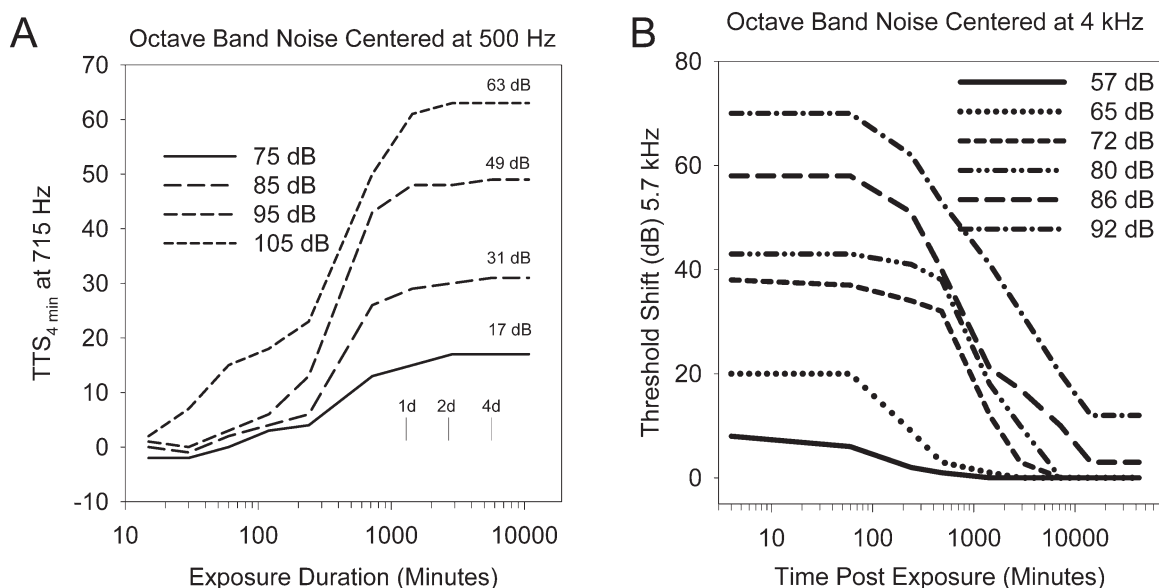 A
Octave Band Noise Centered at 500 Hz
TTS4 min at 715 Hz
70
60
50
40
30
20
10
0
-10
63 dB
49 dB
31 dB
17 dB
75 dB
85 dB
95 dB
105 dB
1d
2d
4d
10
100
1000
10000
Exposure Duration (Minutes)
B
Octave Band Noise Centered at 4 kHz
Threshold Shift (dB) 5.7 kHz
80
60
40
20
0
57 dB
65 dB
72 dB
80 dB
86 dB
92 dB
10
100
1000
10000
Time Post Exposure (Minutes)